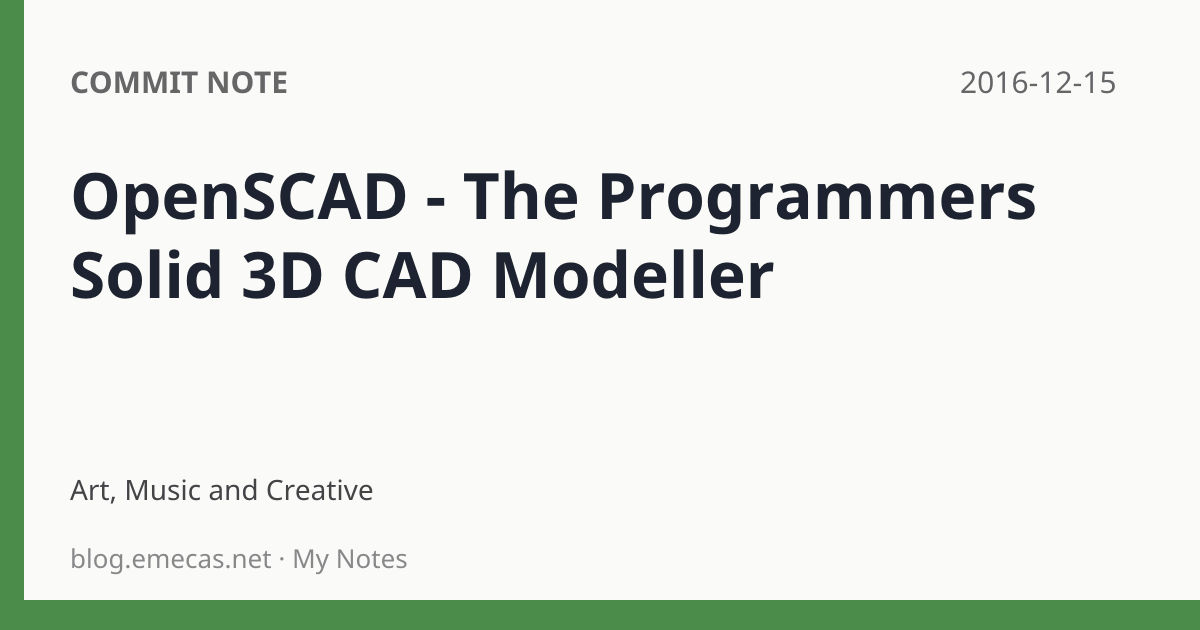 COMMIT NOTE
2016-12-15
OpenSCAD - The Programmers
Solid 3D CAD Modeller
Art, Music and Creative
blog.emecas.net · My Notes